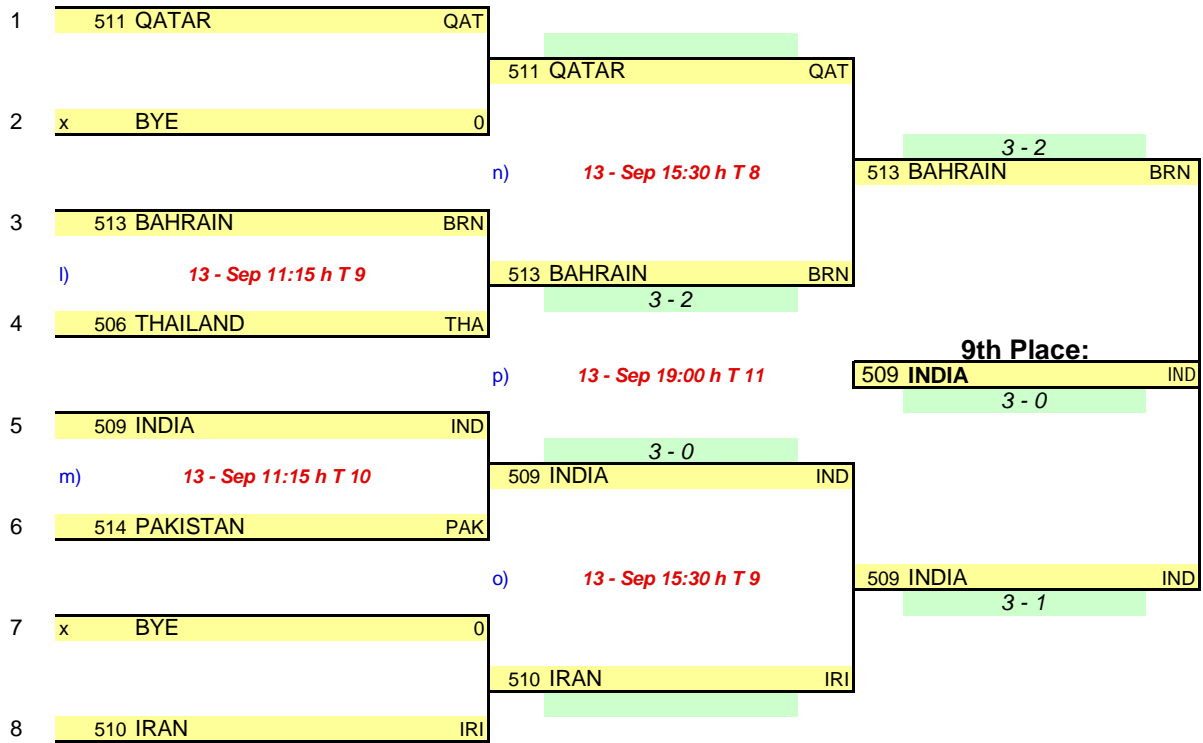 1 511 QATAR QAT
511 QATAR QAT
2 x BYE 0
3 - 2
n) 13 - Sep 15:30 h T 8 513 BAHRAIN BRN
3 513 BAHRAIN BRN
l) 13 - Sep 11:15 h T 9 513 BAHRAIN BRN
3 - 2
4 506 THAILAND THA
9th Place:
p) 13 - Sep 19:00 h T 11 509 INDIA IND
3 - 0
5 509 INDIA IND
3 - 0
m) 13 - Sep 11:15 h T 10 509 INDIA IND
6 514 PAKISTAN PAK
o) 13 - Sep 15:30 h T 9 509 INDIA IND
3 - 1
7 x BYE 0
510 IRAN IRI
8 510 IRAN IRI